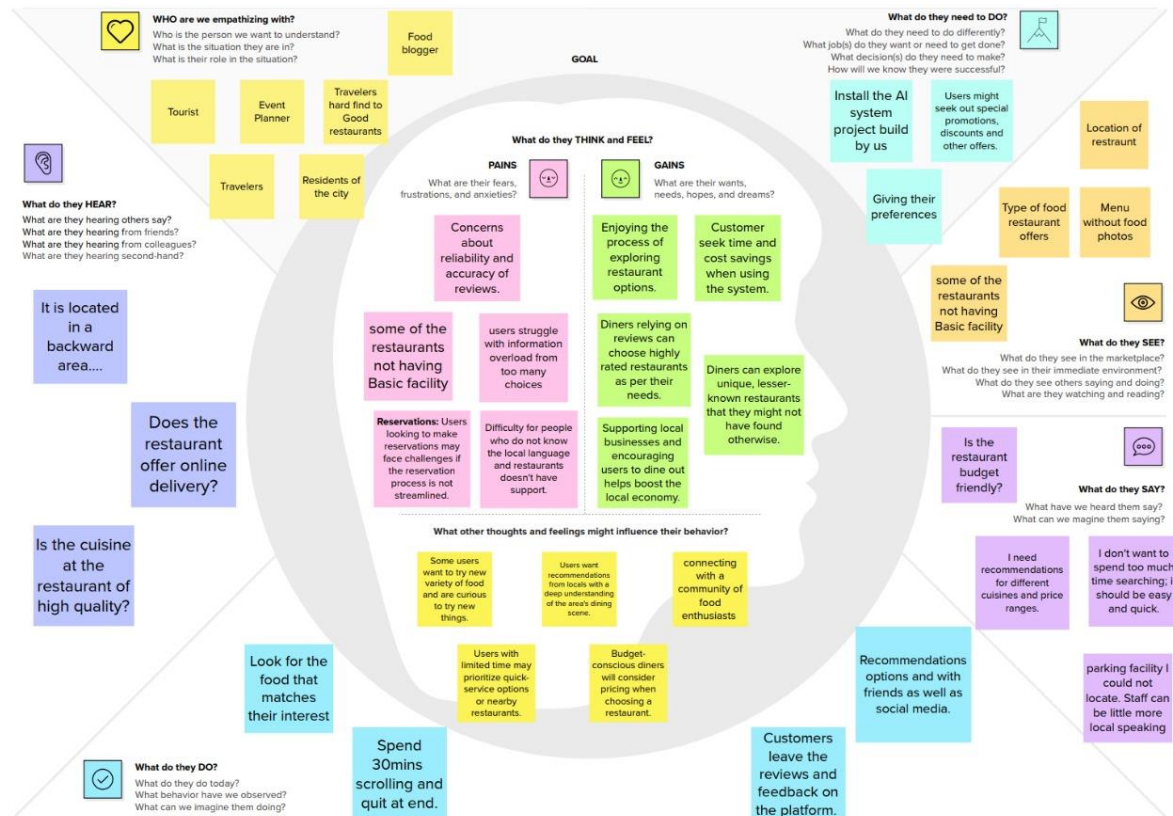 WHO are we empathizing with?
Who is the person we want to understand?
What is the situation they are in?
What is their role in the situation?
Food
blogger
Tourist
Event
Planner
Travelers
hard find to
Good
restaurants
Travelers
Residents of
the city
GOAL
What do they need to DO?
What do they need to do differently?
What job(s) do they want or need to get done?
What decision(s) do they need to make?
How will we know they were successful?
Install the AI
system
project build
by us
Users might
seek out special
promotions,
discounts and
other offers.
Giving their
preferences
Location of
restraunt
Type of food
restaurant
offers
Menu
without food
photos
some of the
restaurants
not having
Basic facility
What do they SEE?
What do they see in the marketplace?
What do they see in their immediate environment?
What do they see others saying and doing?
What are they watching and reading?
What do they HEAR?
What are they hearing others say?
What are they hearing from friends?
What are they hearing from colleagues?
What are they hearing second-hand?
It is located
in a
backward
area....
Does the
restaurant
offer online
delivery?
Is the cuisine
at the
restaurant of
high quality?
What do they THINK and FEEL?
PAINS
What are their fears,
frustrations, and anxieties?
Concerns
about
reliability and
accuracy of
reviews.
some of the
restaurants
not having
Basic facility
users struggle
with information
overload from
too many
choices
Reservations: Users
looking to make
reservations may
face challenges if
the reservation
process is not
streamlined.
Difficulty for people
who do not know
the local language
and restaurants
doesn't have
support.
GAINS
What are their wants,
needs, hopes, and dreams?
Enjoying the
process of
exploring
restaurant
options.
Customer
seek time and
cost savings
when using
the system.
Diners relying on
reviews can
choose highly
rated restaurants
as per their
needs.
Diners can explore
unique, lesser-
known restaurants
that they might not
have found
otherwise.
Supporting local
businesses and
encouraging
users to dine out
helps boost the
local economy.
What other thoughts and feelings might influence their behavior?
Some users
want to try new
variety of food
and are curious
to try new
things.
Users want
recommendations
from locals with a
deep understanding
of the area's dining
scene.
connecting
with a
community of
food
enthusiasts
Users with
limited time may
prioritize quick-
service options
or nearby
restaurants.
Budget-
conscious diners
will consider
pricing when
choosing a
restaurant.
Is the
restaurant
budget
friendly?
What do they SAY?
What have we heard them say?
What can we magine them saying?
I need
recommendations
for different
cuisines and price
ranges.
I don't want to
spend too much
time searching; i
should be easy
and quick.
parking facility I
could not
locate. Staff can
be little more
local speaking
Look for the
food that
matches
their interest
Spend
30mins
scrolling and
quit at end.
Recommendations
options and with
friends as well as
social media.
Customers
leave the
reviews and
feedback on
the platform.
What do they DO?
What do they do today?
What behavior have we observed?
What can we imagine them doing?